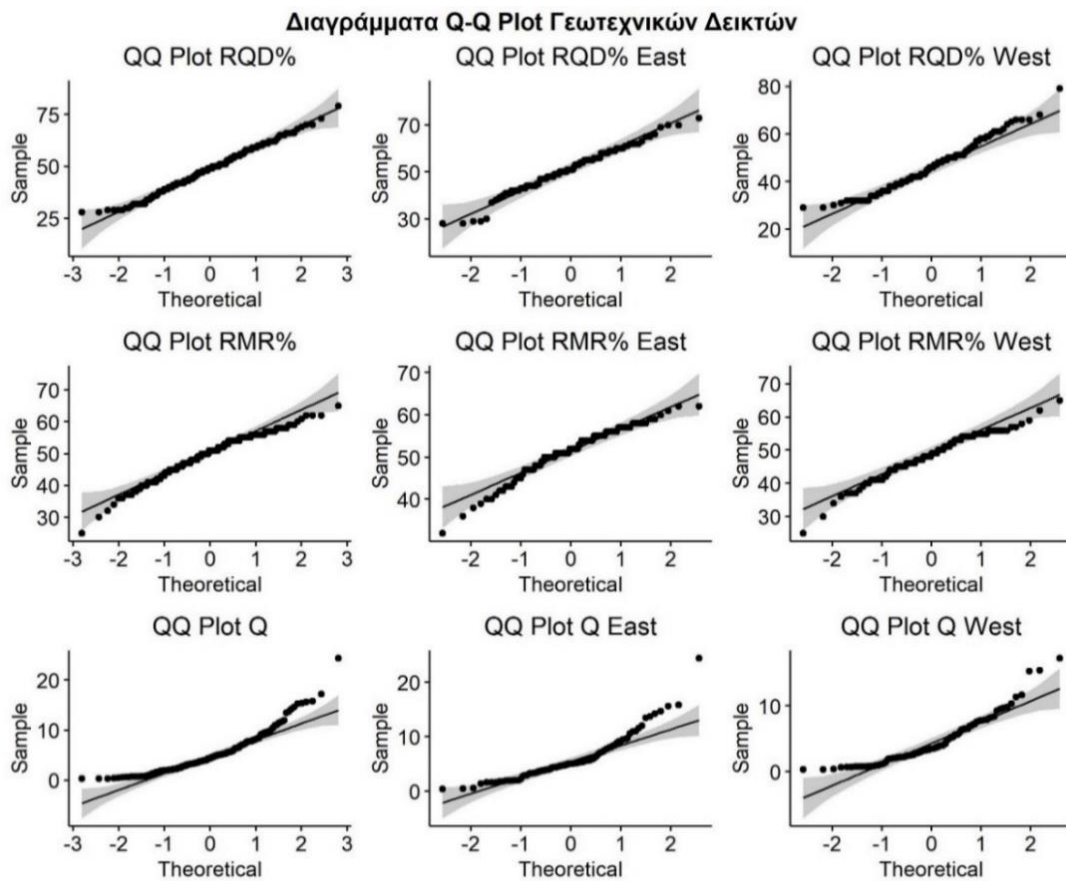 Διαγράμματα Q-Q Plot Γεωτεχνικών Δεικτών
QQ Plot RQD%
Sample
75
50
25
-3 -2 -1 0 1 2 3
Theoretical
QQ Plot RQD% East
Sample
70
50
30
-2 -1 0 1 2
Theoretical
QQ Plot RQD% West
Sample
80
60
40
20
-2 -1 0 1 2
Theoretical
QQ Plot RMR%
Sample
70
60
50
40
30
-3 -2 -1 0 1 2 3
Theoretical
QQ Plot RMR% East
Sample
70
60
50
40
-2 -1 0 1 2
Theoretical
QQ Plot RMR% West
Sample
70
60
50
40
30
-2 -1 0 1 2
Theoretical
QQ Plot Q
Sample
20
10
0
-3 -2 -1 0 1 2 3
Theoretical
QQ Plot Q East
Sample
20
10
0
-2 -1 0 1 2
Theoretical
QQ Plot Q West
Sample
10
0
-2 -1 0 1 2
Theoretical